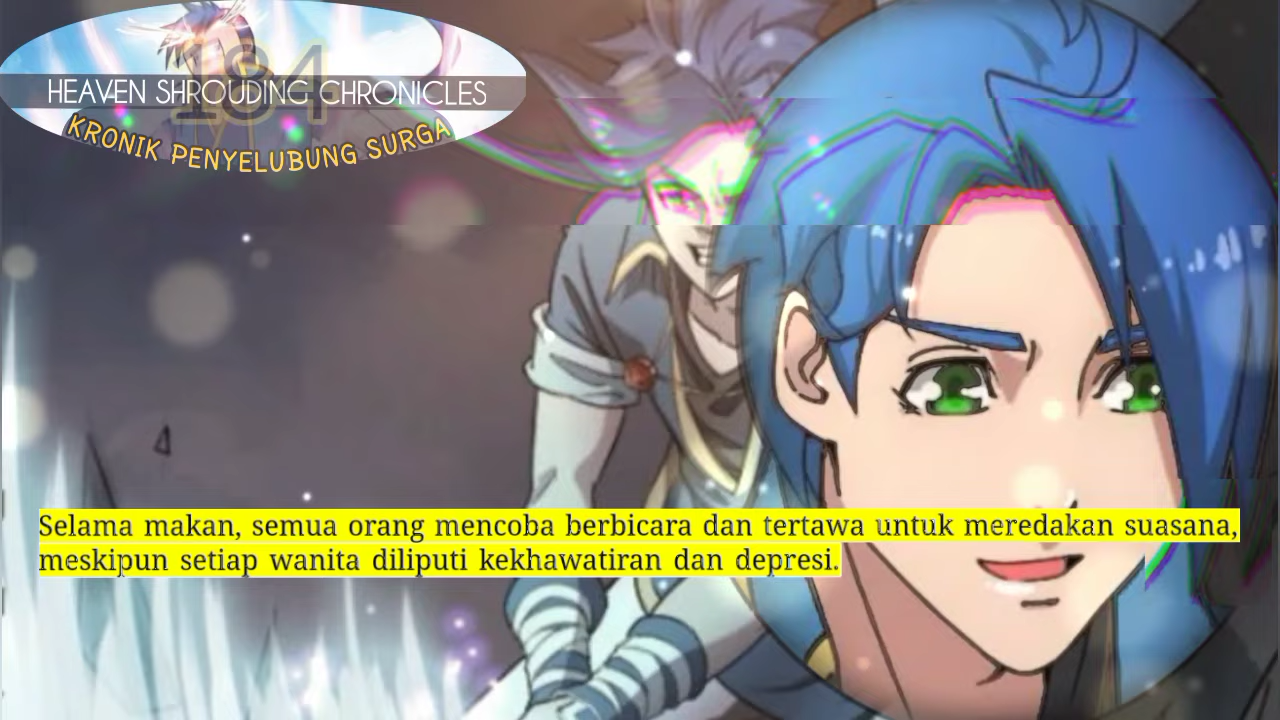 184
HEAVEN SHROUDING CHRONICLES
KRONIK PENYELUBUNG SURGA
Selama makan, semua orang mencoba berbicara dan tertawa untuk meredakan suasana,
meskipun setiap wanita diliputi kekhawatiran dan depresi.